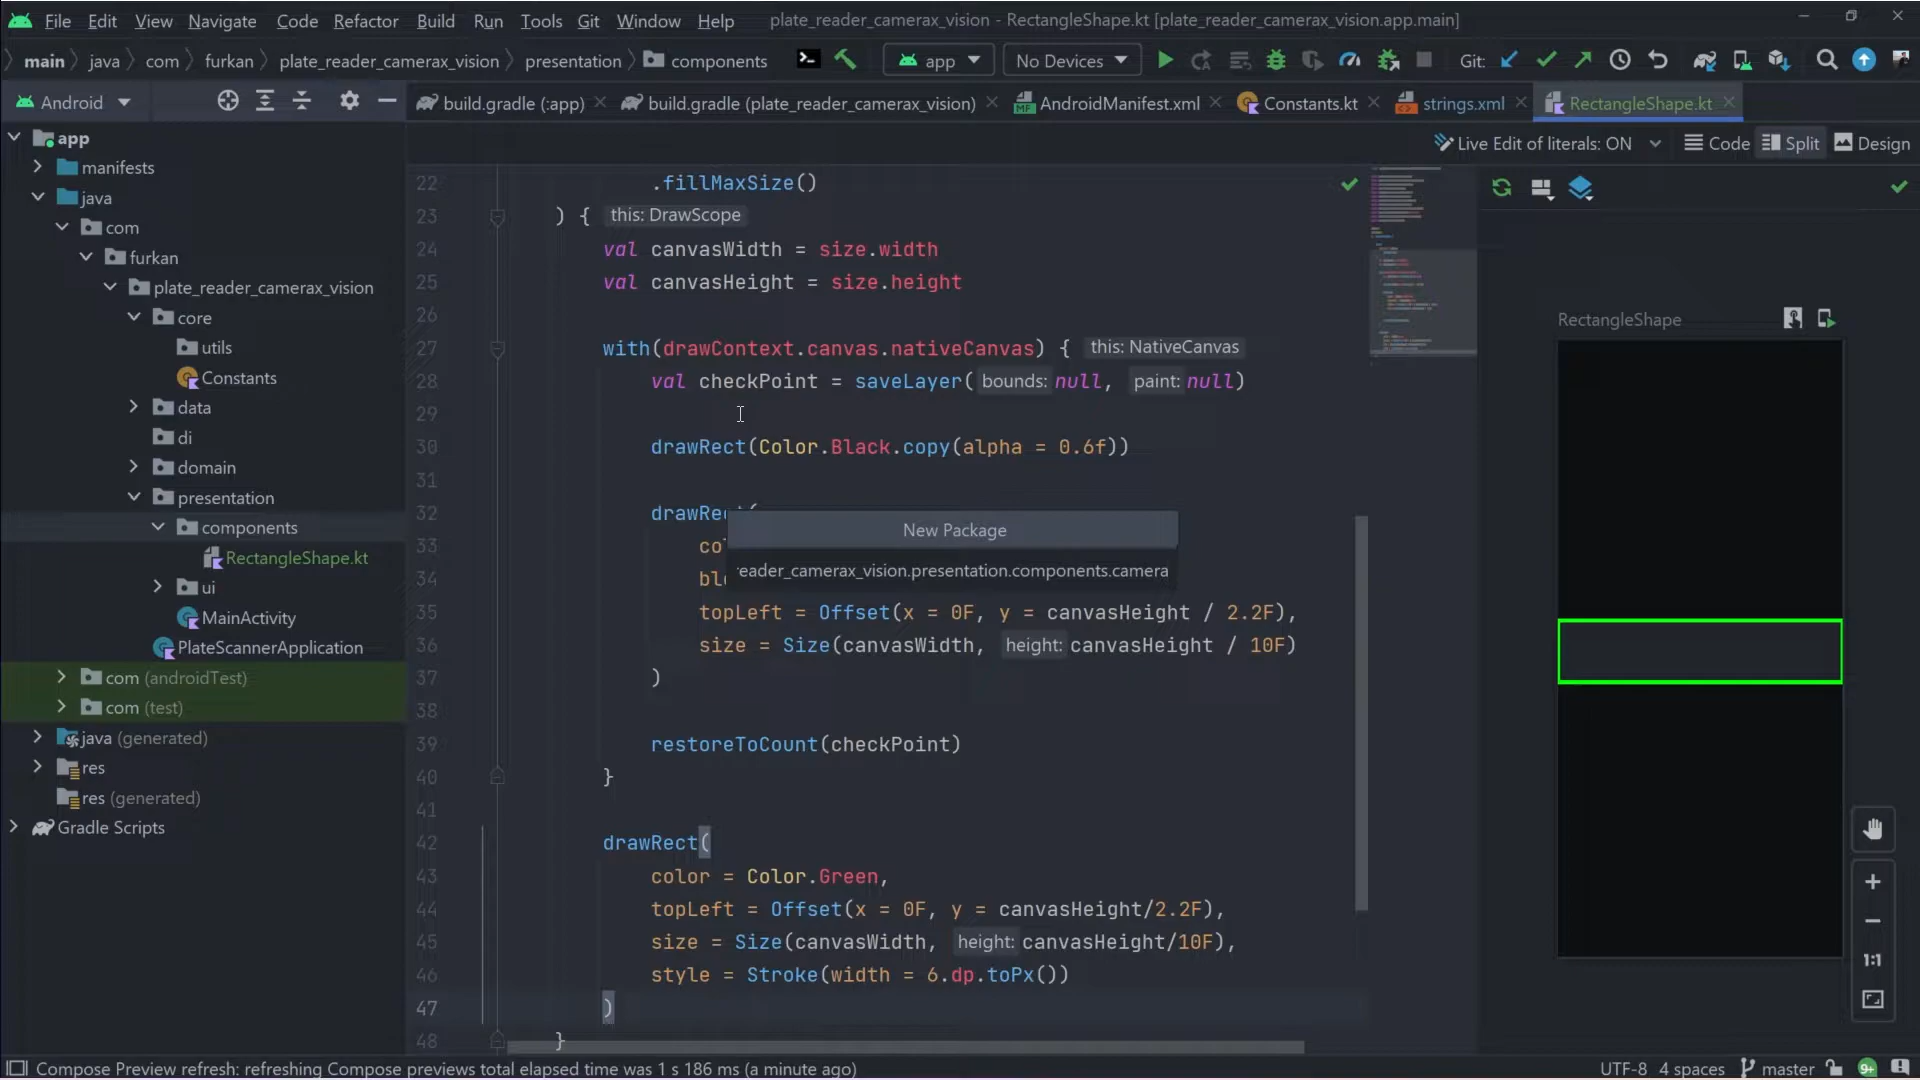 File Edit View Navigate Code Refactor Build Run Tools Git Window Help plate_reader_camerax_vision - RectangleShape.kt [plate_reader_camerax_vision.app.main]
main java com furkan plate_reader_camerax_vision presentation components app No Devices Git:
Android build.gradle (:app) build.gradle (plate_reader_camerax_vision) AndroidManifest.xml Constants.kt strings.xml RectangleShape.kt
Live Edit of literals: ON Code Split Design
app
manifests
java
com
furkan
plate_reader_camerax_vision
core
utils
Constants
data
di
domain
presentation
components
RectangleShape.kt
ui
MainActivity
PlateScannerApplication
com (androidTest)
com (test)
java (generated)
res
res (generated)
Gradle Scripts
22 .fillMaxSize()
23 ) { this: DrawScope
24 val canvasWidth = size.width
25 val canvasHeight = size.height
26
27 with(drawContext.canvas.nativeCanvas) { this: NativeCanvas
28 val checkPoint = saveLayer( bounds: null, paint: null)
29
30 drawRect(Color.Black.copy(alpha = 0.6f))
31
32 drawRect(
33 co
34 bl
New Package
reader_camerax_vision.presentation.components.camera
35 topLeft = Offset(x = 0F, y = canvasHeight / 2.2F),
36 size = Size(canvasWidth, height: canvasHeight / 10F)
37 )
38
39 restoreToCount(checkPoint)
40 }
41
42 drawRect(
43 color = Color.Green,
44 topLeft = Offset(x = 0F, y = canvasHeight/2.2F),
45 size = Size(canvasWidth, height: canvasHeight/10F),
46 style = Stroke(width = 6.dp.toPx())
47 )
48 }
RectangleShape
1:1
Compose Preview refresh: refreshing Compose previews total elapsed time was 1 s 186 ms (a minute ago) UTF-8 4 spaces master 9+